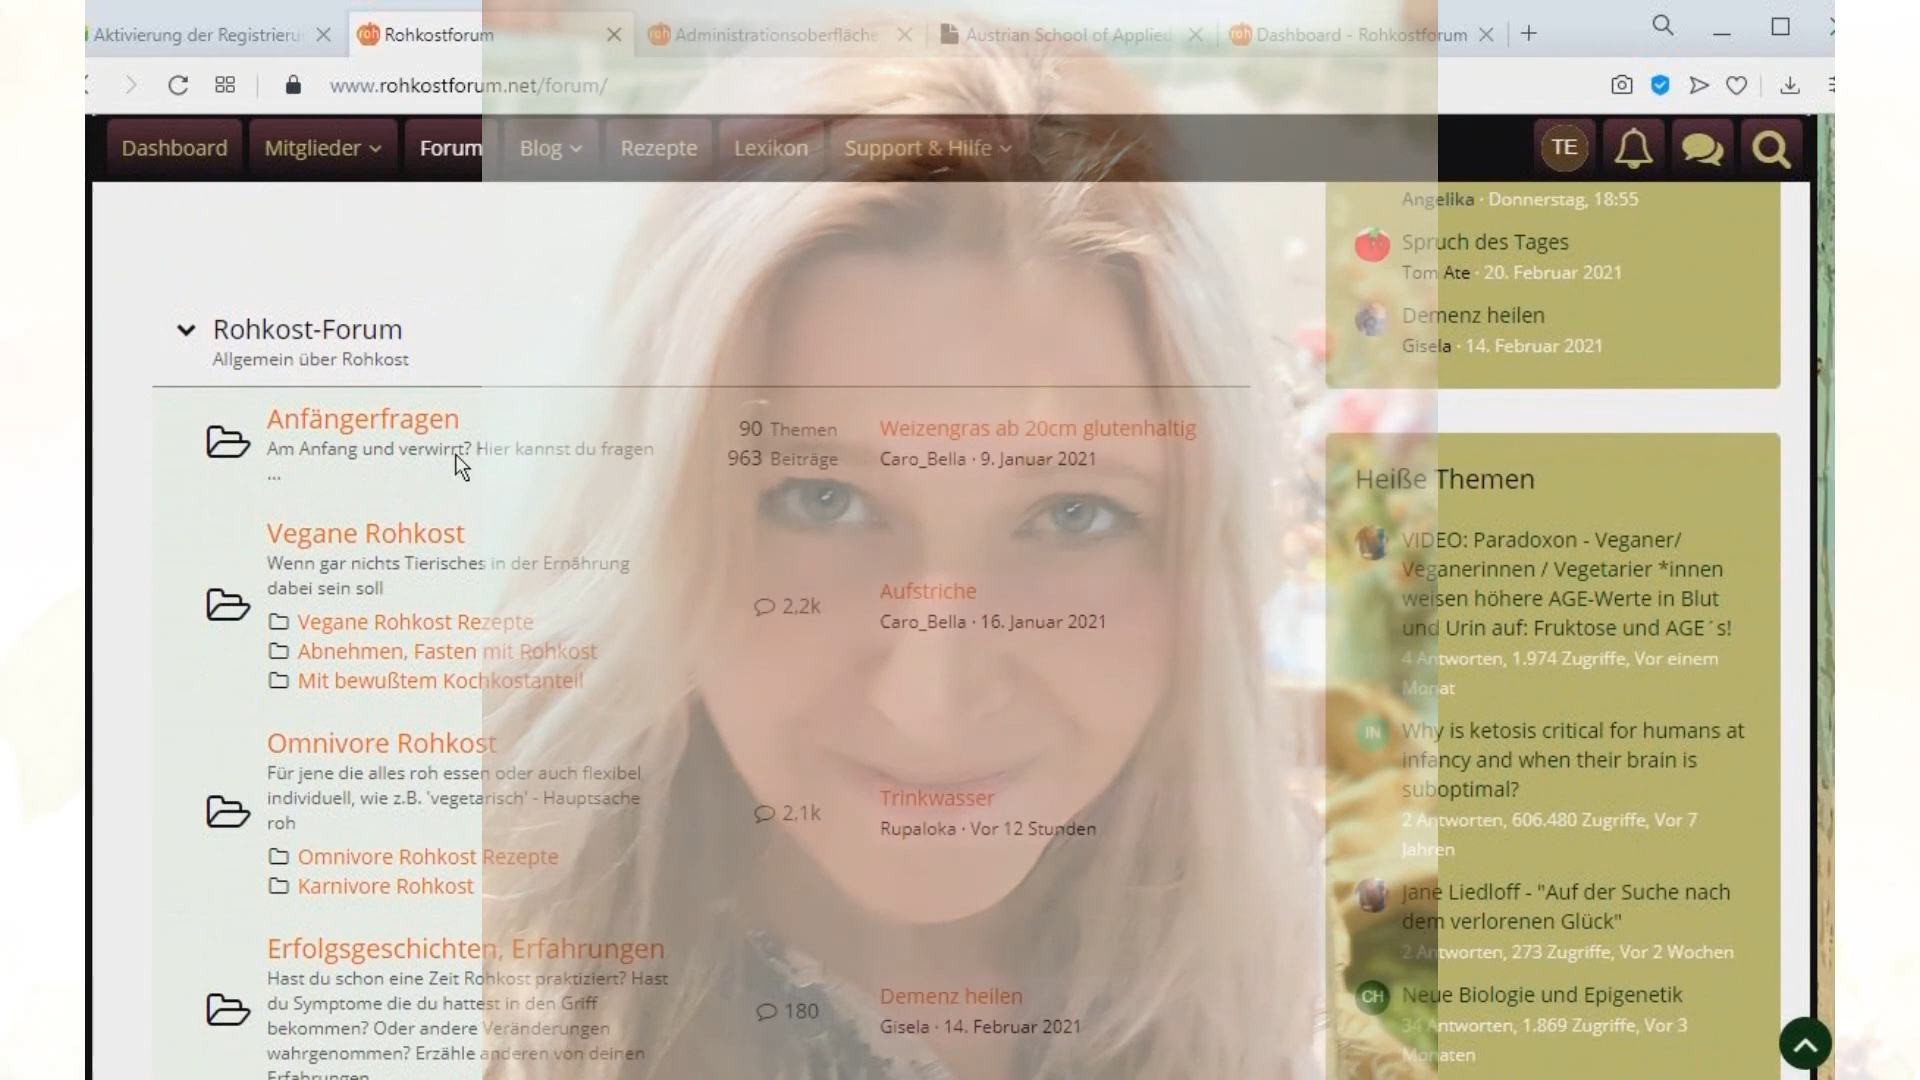 Aktivierung der Registrieru
Rohkostforum
Administrationsoberfläche
Austrian School of Applied
Dashboard - Rohkostforum
www.rohkostforum.net/forum/
Dashboard
Mitglieder
Forum
Blog
Rezepte
Lexikon
Support & Hilfe
TE
Rohkost-Forum
Allgemein über Rohkost
Anfängerfragen
Am Anfang und verwirrt? Hier kannst du fragen
...
90 Themen
963 Beiträge
Weizengras ab 20cm glutenhaltig
Caro_Bella · 9. Januar 2021
Vegane Rohkost
Wenn gar nichts Tierisches in der Ernährung
dabei sein soll
Vegane Rohkost Rezepte
Abnehmen, Fasten mit Rohkost
Mit bewußtem Kochkostanteil
2,2k
Aufstriche
Caro_Bella · 16. Januar 2021
Omnivore Rohkost
Für jene die alles roh essen oder auch flexibel
individuell, wie z.B. 'vegetarisch' - Hauptsache
roh
Omnivore Rohkost Rezepte
Karnivore Rohkost
2,1k
Trinkwasser
Rupaloka · Vor 12 Stunden
Erfolgsgeschichten, Erfahrungen
Hast du schon eine Zeit Rohkost praktiziert? Hast
du Symptome die du hattest in den Griff
bekommen? Oder andere Veränderungen
wahrgenommen? Erzähle anderen von deinen
Erfahrungen
180
Demenz heilen
Gisela · 14. Februar 2021
Angelika · Donnerstag, 18:55
Spruch des Tages
Tom Ate · 20. Februar 2021
Demenz heilen
Gisela · 14. Februar 2021
Heiße Themen
VIDEO: Paradoxon - Veganer/
Veganerinnen / Vegetarier *innen
weisen höhere AGE-Werte in Blut
und Urin auf: Fruktose und AGE´s!
4 Antworten, 1.974 Zugriffe, Vor einem
Monat
IN
Why is ketosis critical for humans at
infancy and when their brain is
suboptimal?
2 Antworten, 606.480 Zugriffe, Vor 7
Jahren
Jane Liedloff - "Auf der Suche nach
dem verlorenen Glück"
2 Antworten, 273 Zugriffe, Vor 2 Wochen
CH
Neue Biologie und Epigenetik
34 Antworten, 1.869 Zugriffe, Vor 3
Monaten